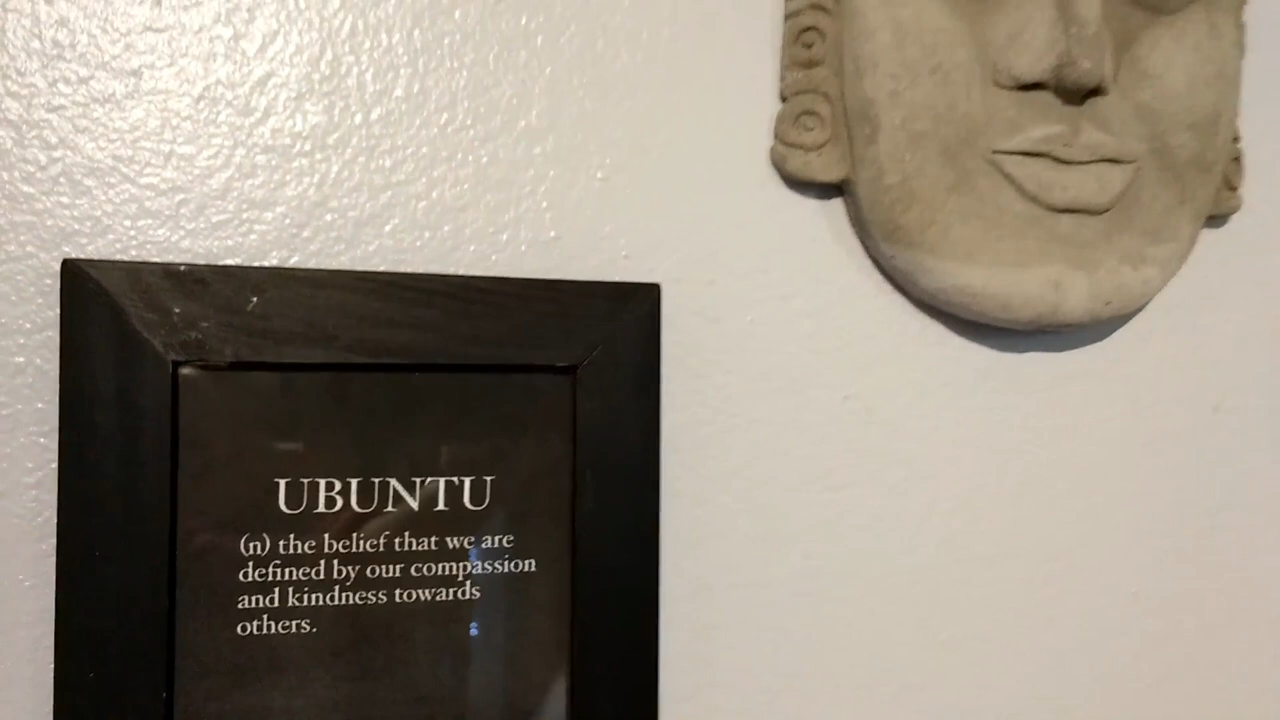 UBUNTU
(n) the belief that we are
defined by our compassion
and kindness towards
others.